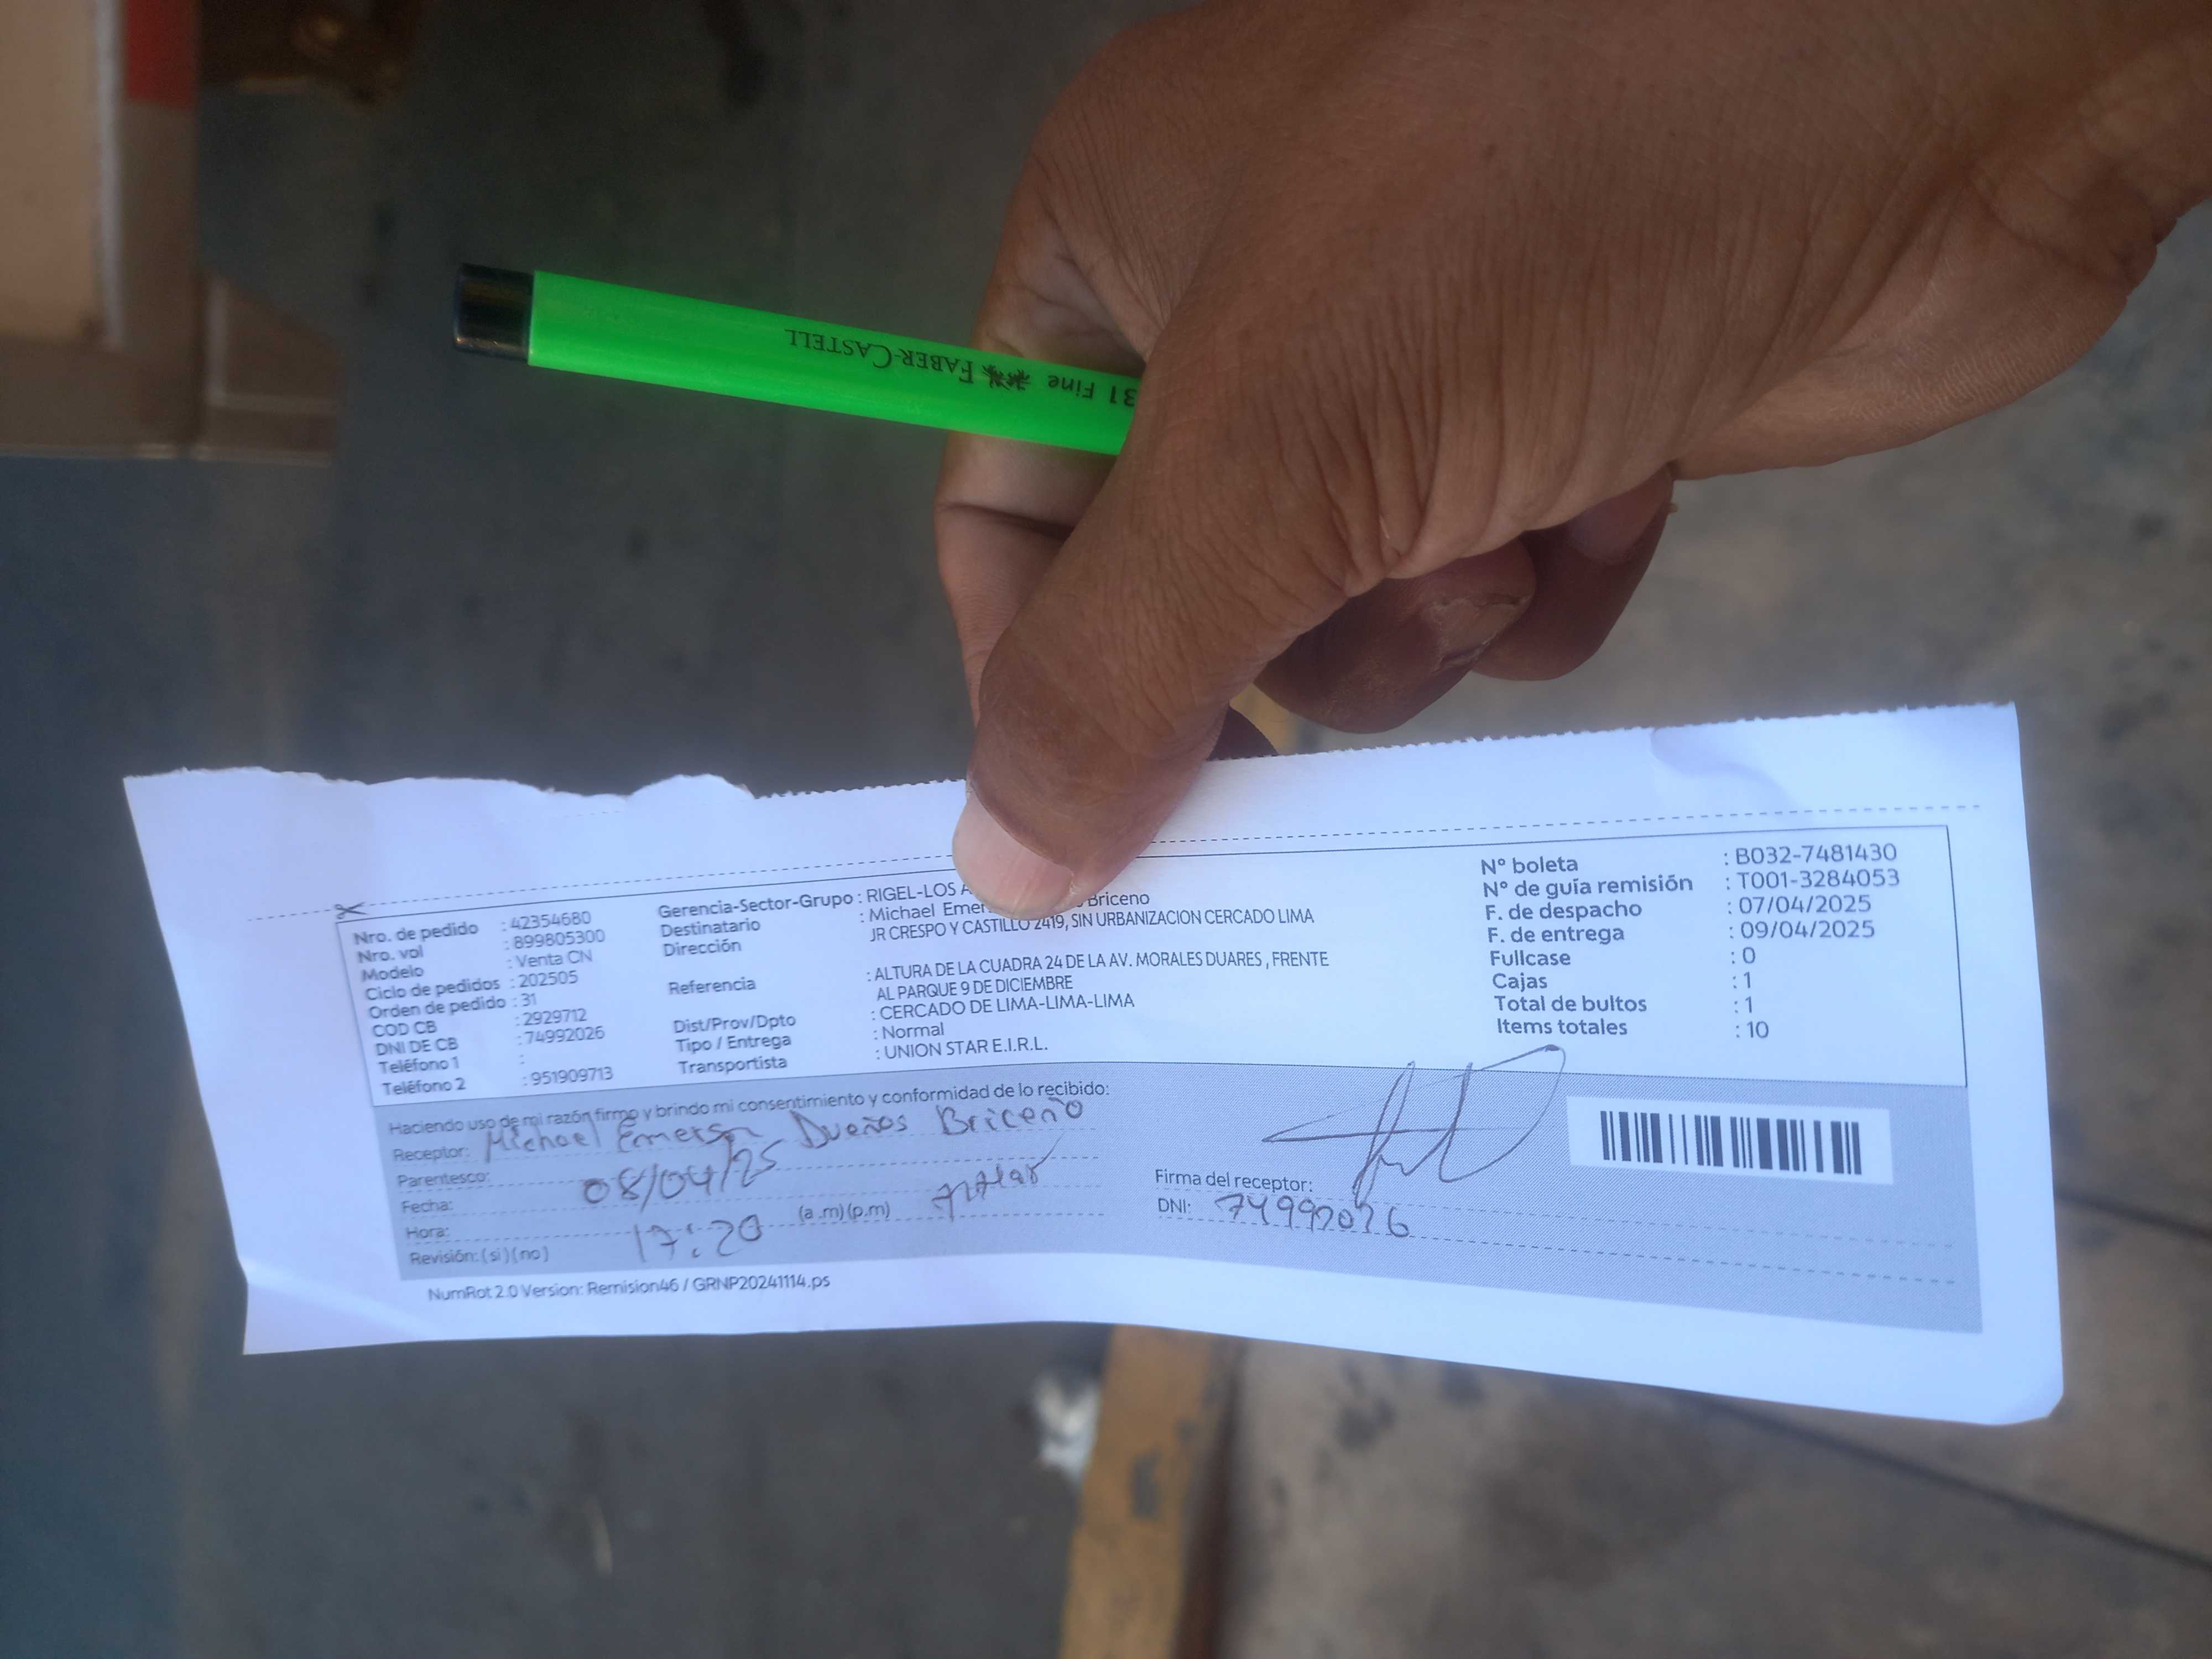 31 Fine FABER-CASTELL
Nro. de pedido : 42354680
Nro. vol : 899805300
Modelo : Venta CN
Ciclo de pedidos : 202505
Orden de pedido : 31
COD CB : 2929712
DNI DE CB : 74992026
Teléfono 1 :
Teléfono 2 : 951909713
Gerencia-Sector-Grupo : RIGEL-LOS
Destinatario : Michael Briceno
Dirección JR CRESPO Y CASTILLO 2419, SIN URBANIZACION CERCADO LIMA
Referencia : ALTURA DE LA CUADRA 24 DE LA AV. MORALES DUARES , FRENTE
AL PARQUE 9 DE DICIEMBRE
Dist/Prov/Dpto : CERCADO DE LIMA-LIMA-LIMA
Tipo / Entrega : Normal
Transportista : UNION STAR E.I.R.L.
N° boleta : B032-7481430
N° de guía remisión : T001-3284053
F. de despacho : 07/04/2025
F. de entrega : 09/04/2025
Fullcase : 0
Cajas : 1
Total de bultos : 1
Items totales : 10
Haciendo uso de mi razón firmo y brindo mi consentimiento y conformidad de lo recibido:
Receptor: Michael Emerson Dueños Briceño
Parentesco:
Fecha: 08/04/25
Hora: 17:20 (a .m) (p.m)
Revisión: ( si ) ( no )
Firma del receptor:
DNI: 74992026
NumRot 2.0 Version: Remision46 / GRNP20241114.ps